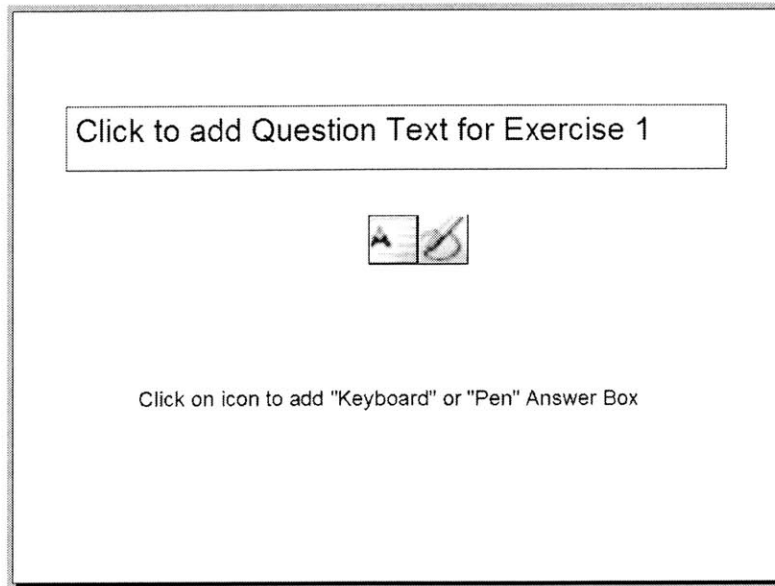 Click to add Question Text for Exercise 1
A
Click on icon to add "Keyboard" or "Pen" Answer Box